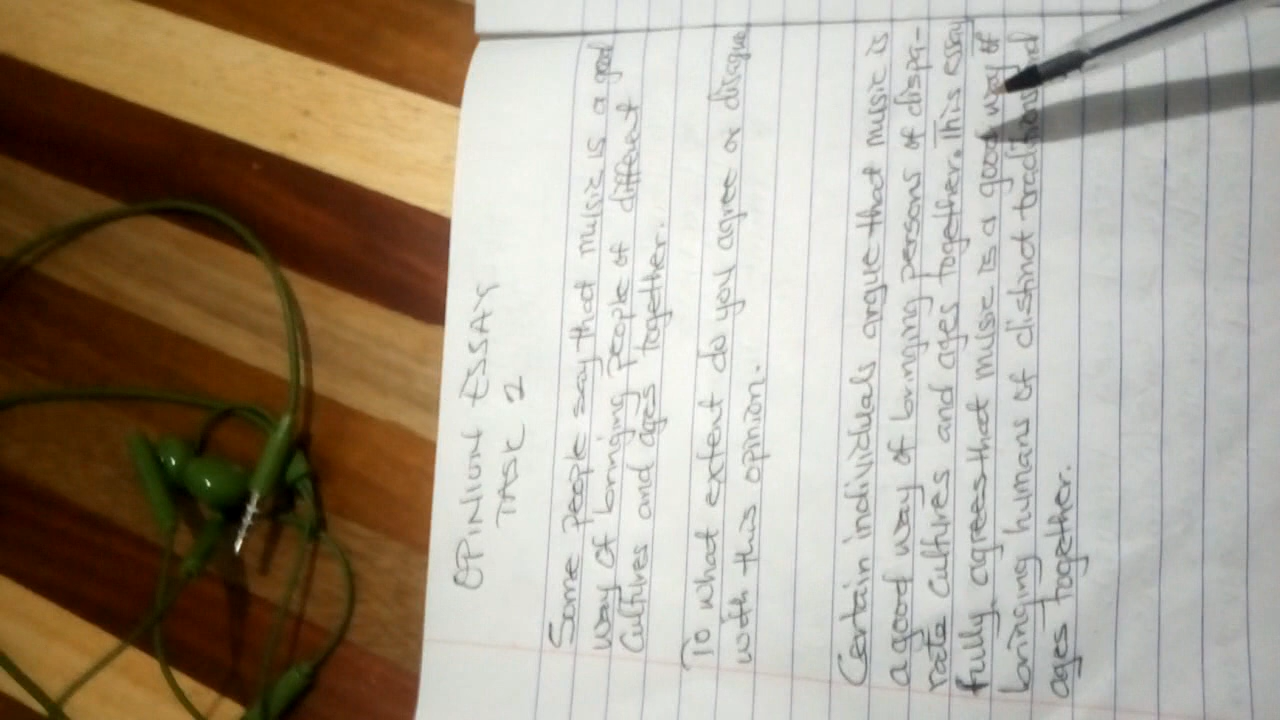 OPINION ESSAY
TASK 2
Some people say that music is a good
way of bringing people of different
cultures and ages together.
To what extent do you agree or disagree
with this opinion.
Certain individuals argue that music is
a good way of bringing persons of dispa-
rate cultures and ages together. This essay
fully agrees that music is a good way of
bringing humans of distinct traditions and
ages together.